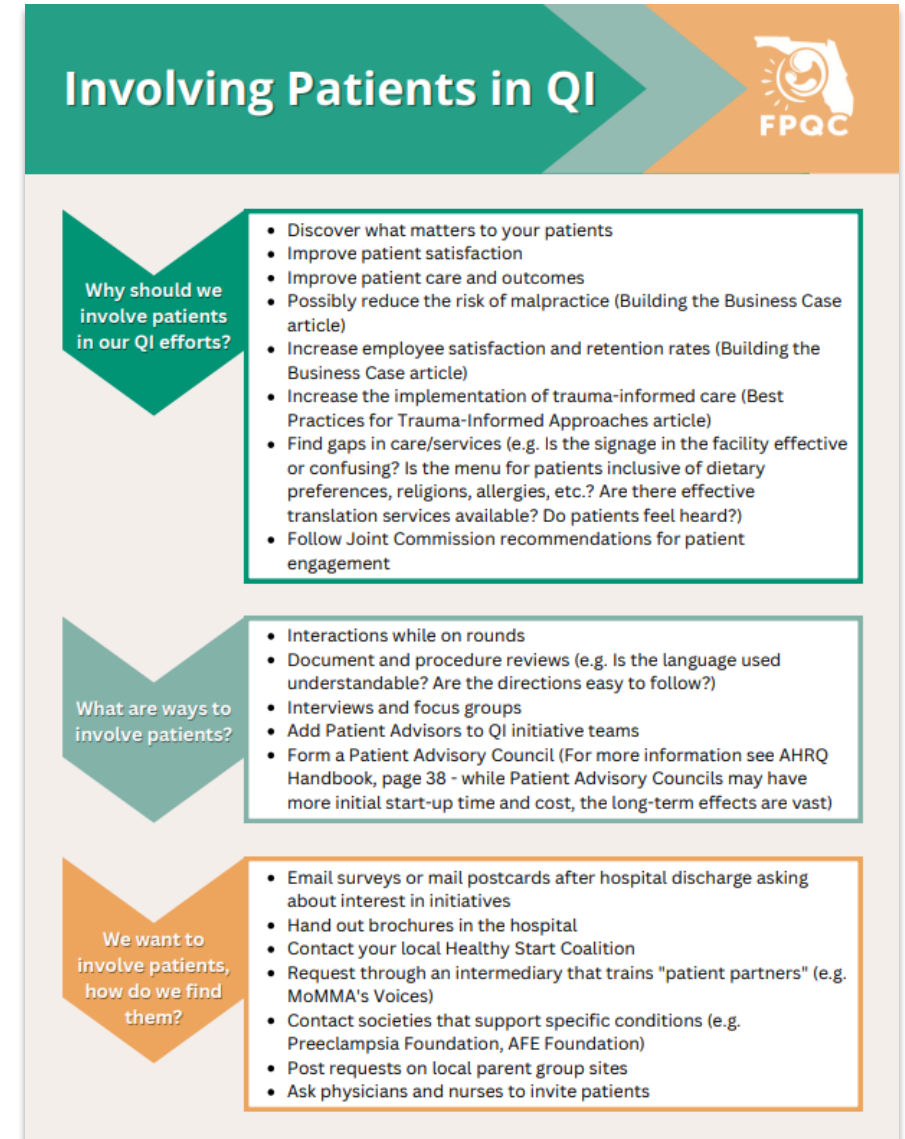 Involving Patients in QI
FPQC
Why should we
involve patients
in our QI efforts?
• Discover what matters to your patients
• Improve patient satisfaction
• Improve patient care and outcomes
• Possibly reduce the risk of malpractice (Building the Business Case
article)
• Increase employee satisfaction and retention rates (Building the
Business Case article)
• Increase the implementation of trauma-informed care (Best
Practices for Trauma-Informed Approaches article)
• Find gaps in care/services (e.g. Is the signage in the facility effective
or confusing? Is the menu for patients inclusive of dietary
preferences, religions, allergies, etc.? Are there effective
translation services available? Do patients feel heard?)
• Follow Joint Commission recommendations for patient
engagement
What are ways to
involve patients?
• Interactions while on rounds
• Document and procedure reviews (e.g. Is the language used
understandable? Are the directions easy to follow?)
• Interviews and focus groups
• Add Patient Advisors to QI initiative teams
• Form a Patient Advisory Council (For more information see AHRQ
Handbook, page 38 - while Patient Advisory Councils may have
more initial start-up time and cost, the long-term effects are vast)
We want to
involve patients,
how do we find
them?
• Email surveys or mail postcards after hospital discharge asking
about interest in initiatives
• Hand out brochures in the hospital
• Contact your local Healthy Start Coalition
• Request through an intermediary that trains "patient partners" (e.g.
MoMMA's Voices)
• Contact societies that support specific conditions (e.g.
Preeclampsia Foundation, AFE Foundation)
• Post requests on local parent group sites
• Ask physicians and nurses to invite patients